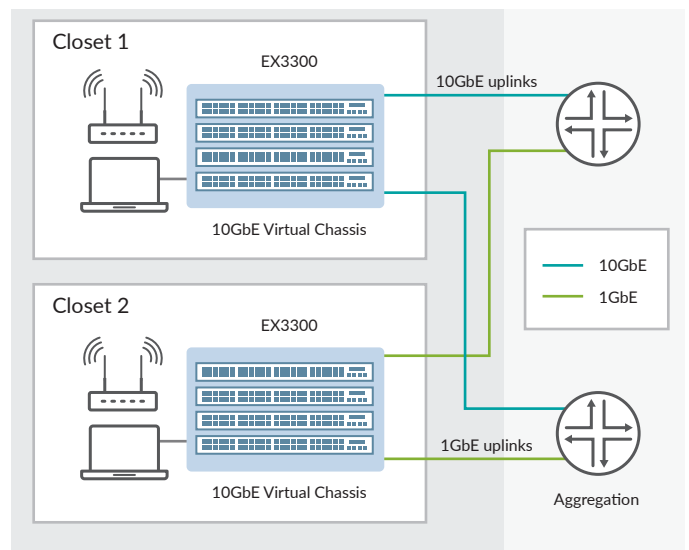 Closet 1
EX3300
10GbE uplinks
10GbE Virtual Chassis
10GbE
1GbE
Closet 2
EX3300
1GbE uplinks
10GbE Virtual Chassis
Aggregation